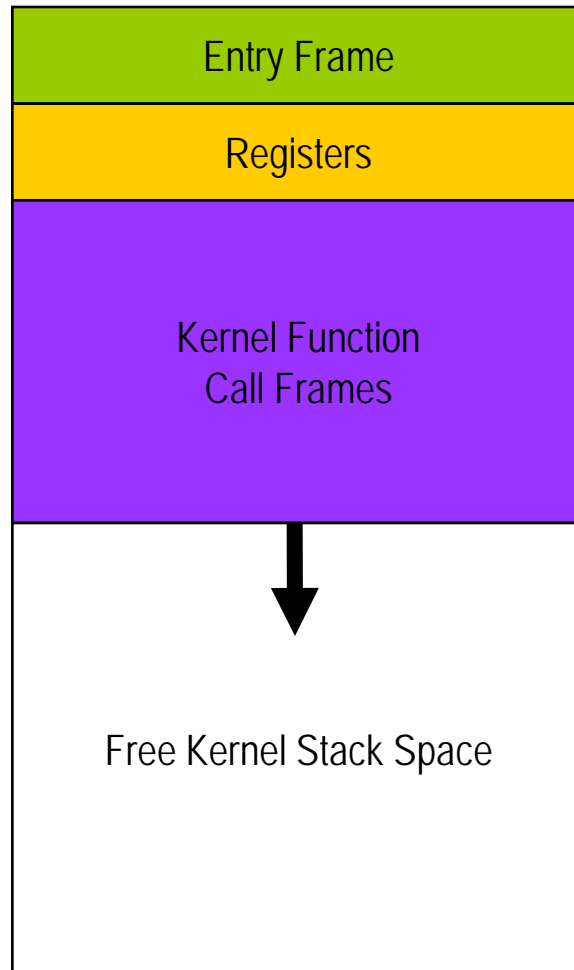 Entry Frame
Registers
Kernel Function
Call Frames
Free Kernel Stack Space